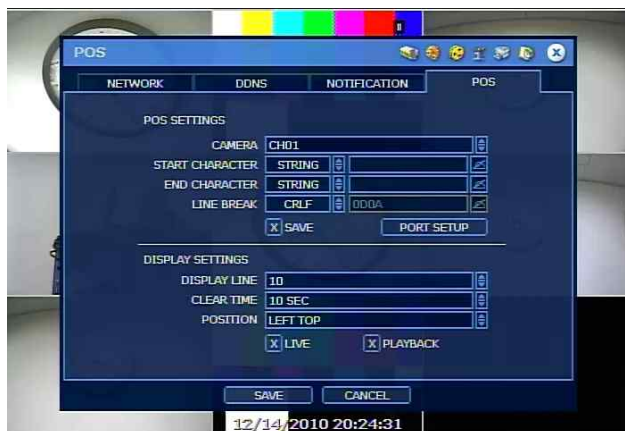 POS
NETWORK DDNS NOTIFICATION POS
POS SETTINGS
CAMERA CH01
START CHARACTER STRING
END CHARACTER STRING
LINE BREAK CRLF 0D0A
X SAVE PORT SETUP
DISPLAY SETTINGS
DISPLAY LINE 10
CLEAR TIME 10 SEC
POSITION LEFT TOP
X LIVE X PLAYBACK
SAVE CANCEL
12/14/2010 20:24:31